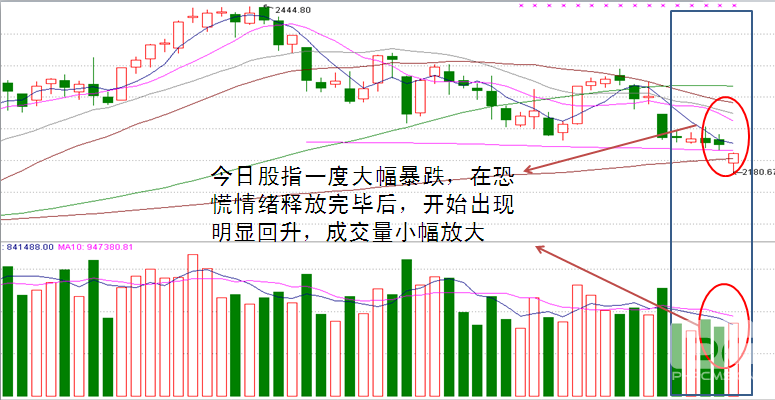 2444.80
2180.67
今日股指一度大幅暴跌，在恐
慌情绪释放完毕后，开始出现
明显回升，成交量小幅放大
: 841488.00 MA10: 947380.81